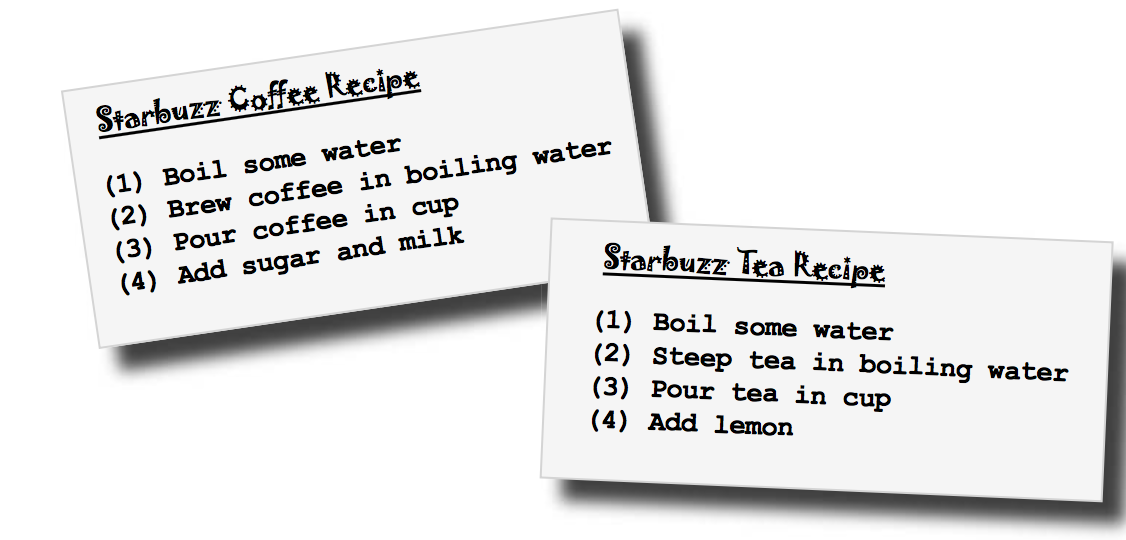 Starbuzz Coffee Recipe
(1) Boil some water
(2) Brew coffee in boiling water
(3) Pour coffee in cup
(4) Add sugar and milk
Starbuzz Tea Recipe
(1) Boil some water
(2) Steep tea in boiling water
(3) Pour tea in cup
(4) Add lemon